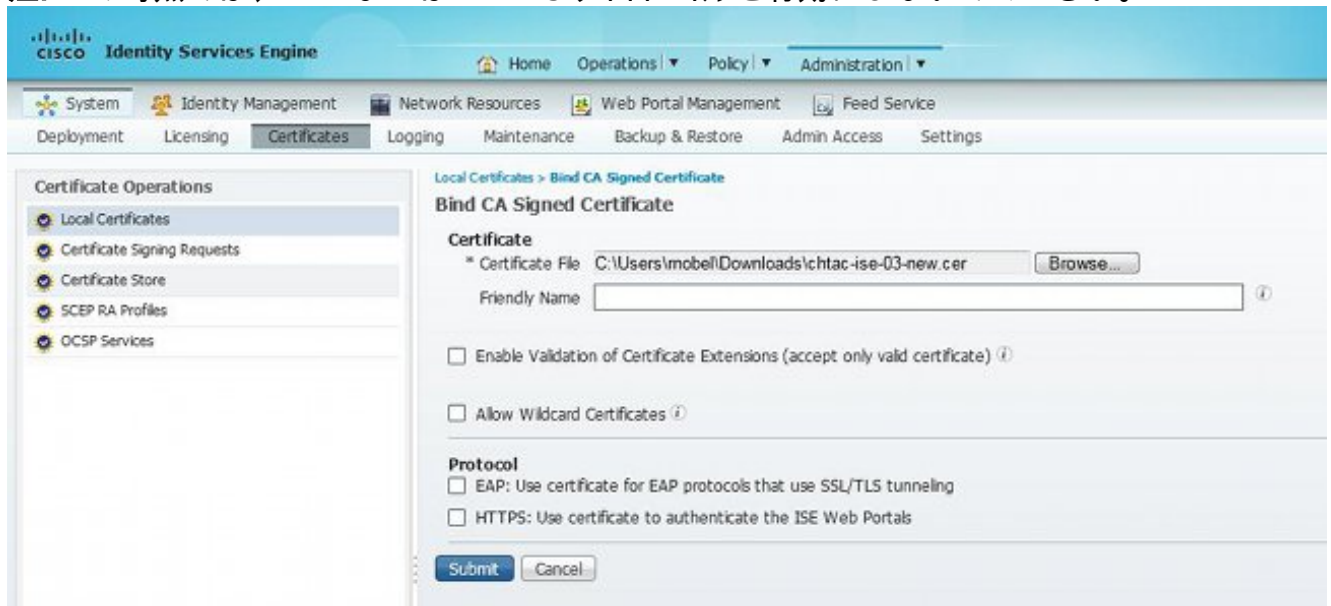 cisco Identity Services Engine
Home Operations Policy Administration
System Identity Management Network Resources Web Portal Management Feed Service
Deployment Licensing Certificates Logging Maintenance Backup & Restore Admin Access Settings
Certificate Operations
Local Certificates
Certificate Signing Requests
Certificate Store
SCEP RA Profiles
OCSP Services
Local Certificates > Bind CA Signed Certificate
Bind CA Signed Certificate
Certificate
* Certificate File C:\Users\mobel\Downloads\chtac-ise-03-new.cer Browse...
Friendly Name
Enable Validation of Certificate Extensions (accept only valid certificate)
Allow Wildcard Certificates
Protocol
EAP: Use certificate for EAP protocols that use SSL/TLS tunneling
HTTPS: Use certificate to authenticate the ISE Web Portals
Submit Cancel